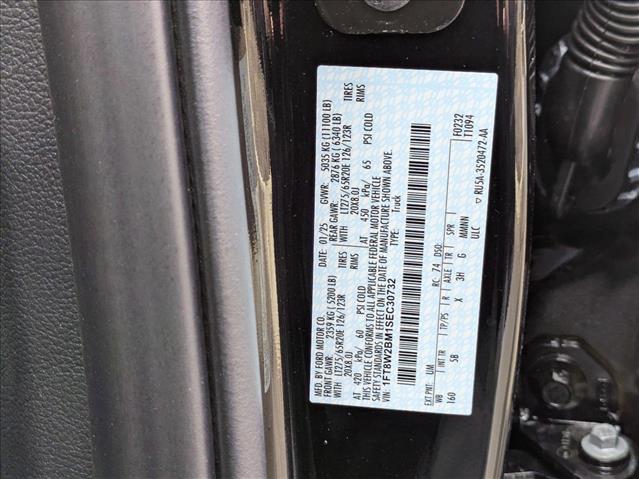 MFD. BY FORD MOTOR CO.
DATE: 01/25 GVWR: 5035 KG (11100 LB)
FRONT GAWR: 2359 KG (5200 LB) REAR GAWR: 2876 KG (6340 LB)
WITH LT275/65R20E 126/123R TIRES WITH LT275/65R20E 126/123R TIRES
20X8.0J RIMS 20X8.0J RIMS
AT 420 kPa/ 60 PSI COLD AT 450 kPa/ 65 PSI COLD
THIS VEHICLE CONFORMS TO ALL APPLICABLE FEDERAL MOTOR VEHICLE
SAFETY STANDARDS IN EFFECT ON THE DATE OF MANUFACTURE SHOWN ABOVE.
VIN: 1FT8W2BM1SEC30732 TYPE: Truck
EXT PNT: UM RC: 74 DSO: F0232
WB INT TR TP/PS R AXLE TR SPR T1094
160 5B X 3H G MAWNN
ULC ▽ RU5A-3520472-AA